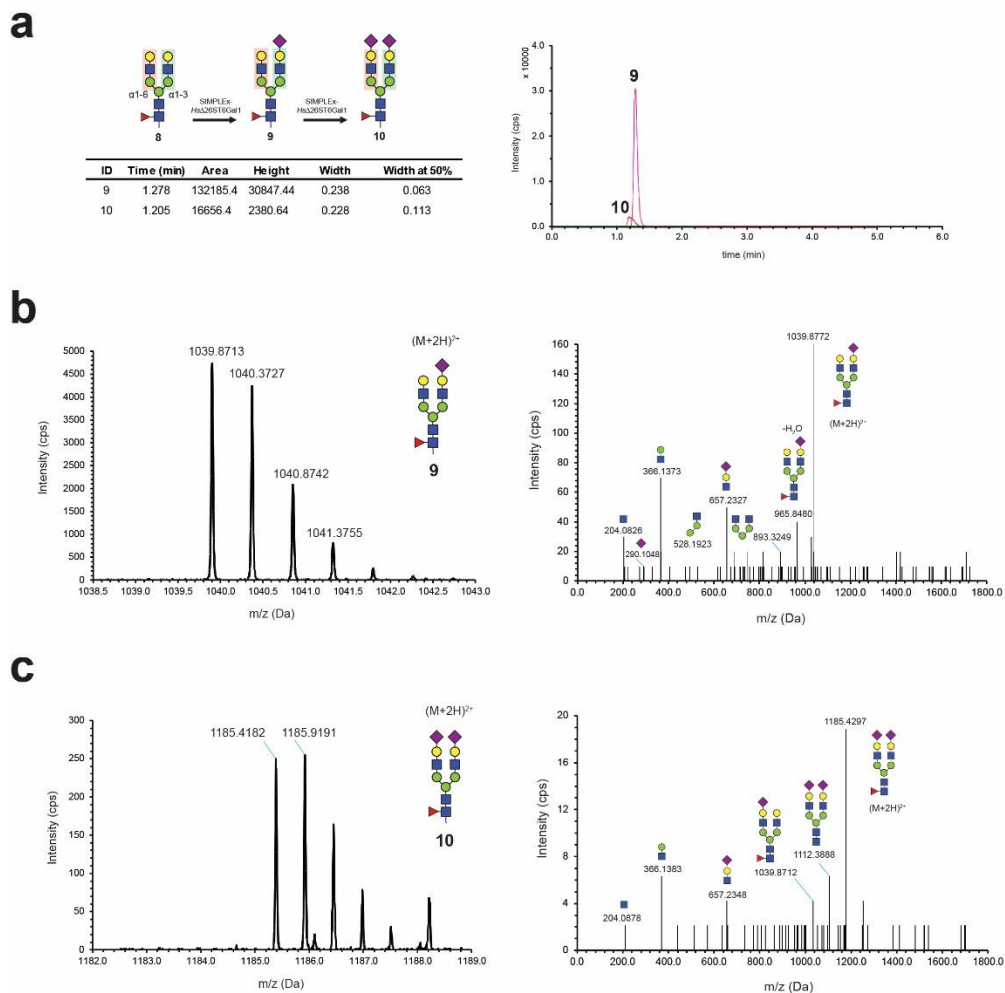 a
α1-6
α1-3
SIMPLEx-
HsΔ26ST6Gal1
SIMPLEx-
HsΔ26ST6Gal1
8
9
10
ID Time (min) Area Height Width Width at 50%
9 1.278 132185.4 30847.44 0.238 0.063
10 1.205 16656.4 2380.64 0.228 0.113
x 10000
Intensity (cps)
4.0
3.0
2.0
1.0
0.0
9
10
0.0 1.0 2.0 3.0 4.0 5.0 6.0
time (min)
b
Intensity (cps)
5000
4500
4000
3500
3000
2500
2000
1500
1000
500
0
1039.8713
1040.3727
1040.8742
1041.3755
(M+2H)2+
9
1038.5 1039.0 1039.5 1040.0 1040.5 1041.0 1041.5 1042.0 1042.5 1043.0
m/z (Da)
Intensity (cps)
160
140
120
100
80
60
40
20
0
1039.8772
(M+2H)2+
-H2O
366.1373
657.2327
965.8480
204.0826
290.1048
528.1923
893.3249
0.0 200.0 400.0 600.0 800.0 1000.0 1200.0 1400.0 1600.0 1800.0
m/z (Da)
c
Intensity (cps)
300
250
200
150
100
50
0
1185.4182
1185.9191
(M+2H)2+
10
1182.0 1183.0 1184.0 1185.0 1186.0 1187.0 1188.0 1189.0
m/z (Da)
Intensity (cps)
20
18
16
14
12
10
8
6
4
2
0
1185.4297
(M+2H)2+
1112.3888
1039.8712
366.1383
657.2348
204.0878
0.0 200.0 400.0 600.0 800.0 1000.0 1200.0 1400.0 1600.0 1800.0
m/z (Da)